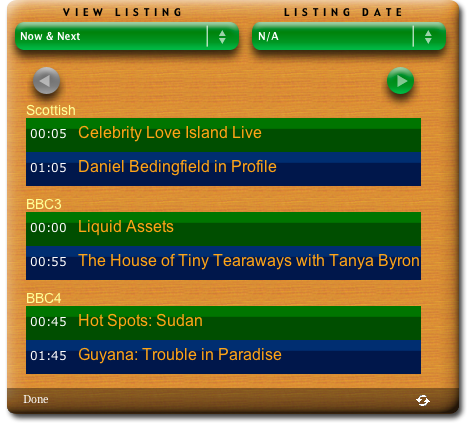 VIEW LISTING LISTING DATE
Now & Next N/A
Scottish
00:05 Celebrity Love Island Live
01:05 Daniel Bedingfield in Profile
BBC3
00:00 Liquid Assets
00:55 The House of Tiny Tearaways with Tanya Byron
BBC4
00:45 Hot Spots: Sudan
01:45 Guyana: Trouble in Paradise
Done